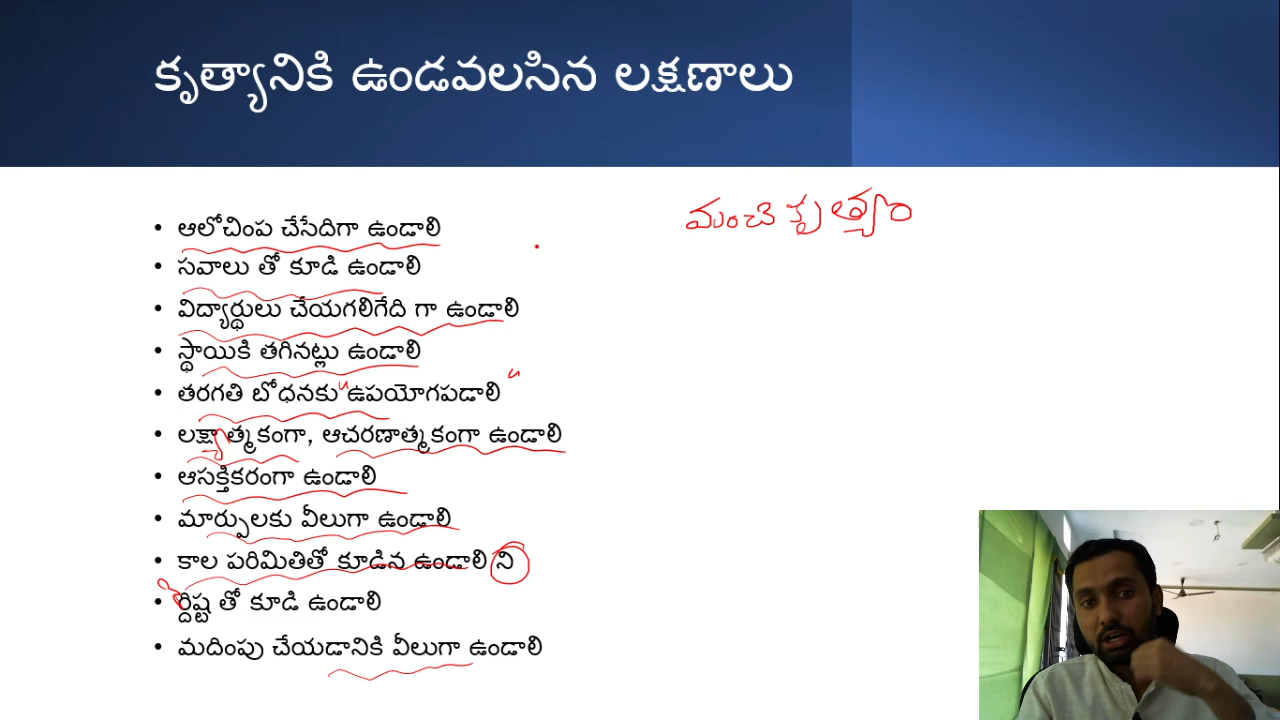 కృత్యానికి ఉండవలసిన లక్షణాలు
మంచి కృత్యం
• ఆలోచింప చేసేదిగా ఉండాలి
• సవాలు తో కూడి ఉండాలి
• విద్యార్థులు చేయగలిగేది గా ఉండాలి
• స్థాయికి తగినట్లు ఉండాలి
• తరగతి బోధనకు ఉపయోగపడాలి
• లక్ష్యాత్మకంగా, ఆచరణాత్మకంగా ఉండాలి
• ఆసక్తికరంగా ఉండాలి
• మార్పులకు వీలుగా ఉండాలి
• కాల పరిమితితో కూడిన ఉండాలి ని
• ర్దిష్ట తో కూడి ఉండాలి
• మదింపు చేయడానికి వీలుగా ఉండాలి